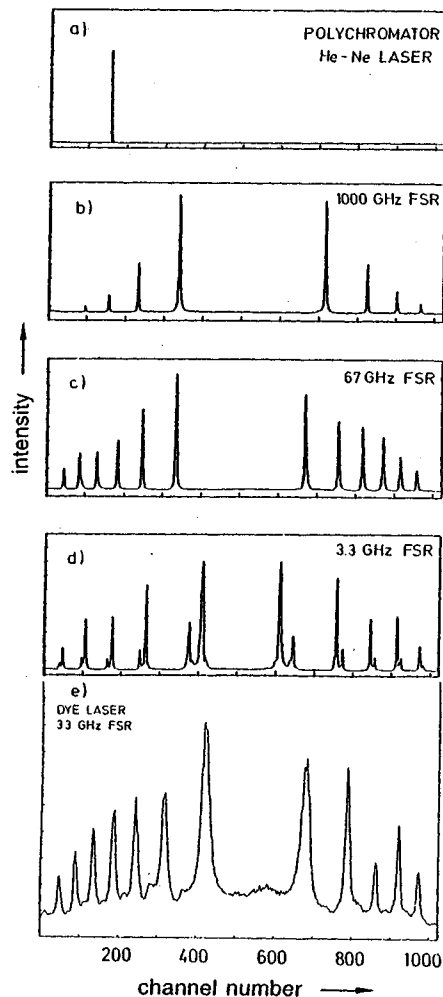 a)
POLYCHROMATOR
He-Ne LASER
b)
1000 GHz FSR
c)
67 GHz FSR
d)
3.3 GHz FSR
e)
DYE LASER
33 GHz FSR
intensity
200 400 600 800 1000
channel number